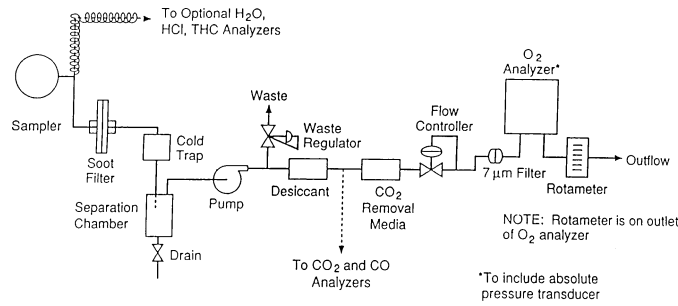 To Optional H2O,
HCl, THC Analyzers
O2
Analyzer*
Waste
Flow
Controller
Sampler
Cold
Trap
Waste
Regulator
Soot
Filter
Outflow
7 μm Filter
Desiccant
CO2
Removal
Media
Rotameter
Separation
Chamber
Pump
NOTE: Rotameter is on outlet
of O2 analyzer
Drain
To CO2 and CO
Analyzers
*To include absolute
pressure transducer